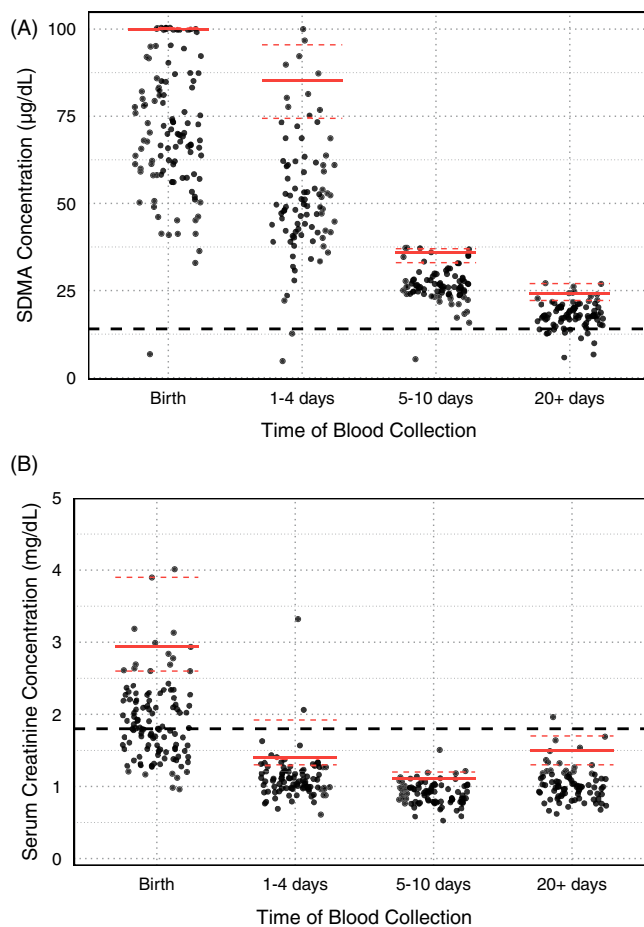 (A)
SDMA Concentration (µg/dL)
100
75
50
25
0
Birth 1-4 days 5-10 days 20+ days
Time of Blood Collection
(B)
Serum Creatinine Concentration (mg/dL)
5
4
3
2
1
0
Birth 1-4 days 5-10 days 20+ days
Time of Blood Collection